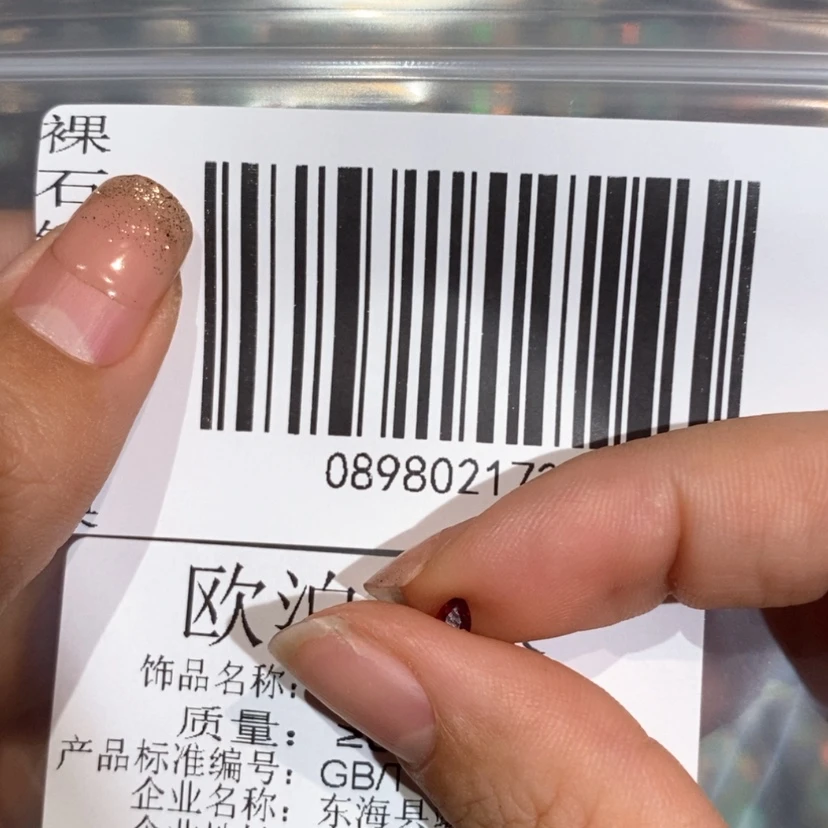 裸
石
0898021
欧泊
饰品名称:
质量:
产品标准编号: GB/T
企业名称: 东海县